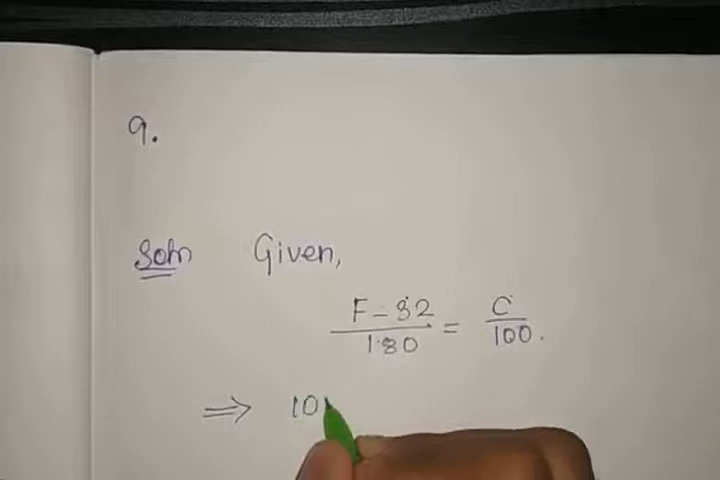 9.
Soln Given,
F - 32 / 180 = C / 100.
⇒ 10